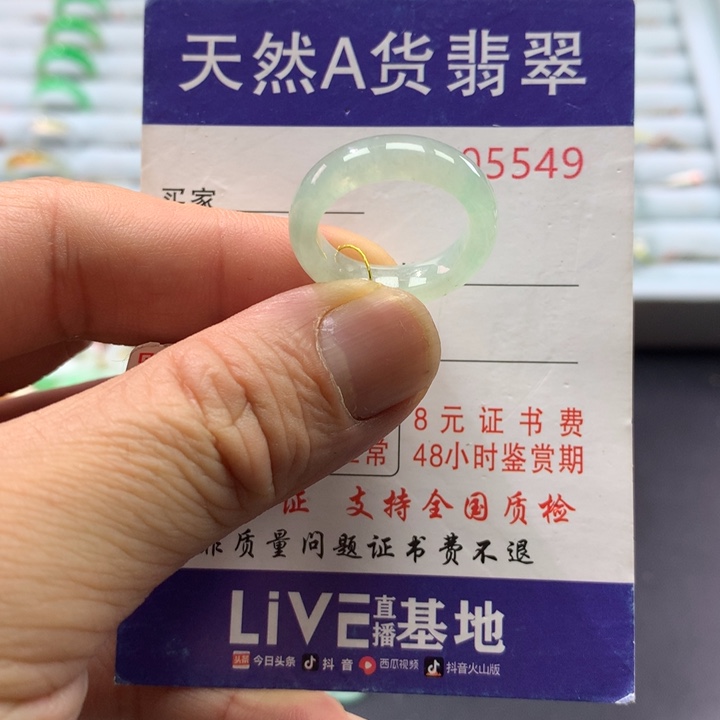 天然A货翡翠
05549
买家
8元证书费
常 48小时鉴赏期
证 支持全国质检
非质量问题证书费不退
LiVE直播基地
头条 今日头条 抖音 西瓜视频 抖音火山版